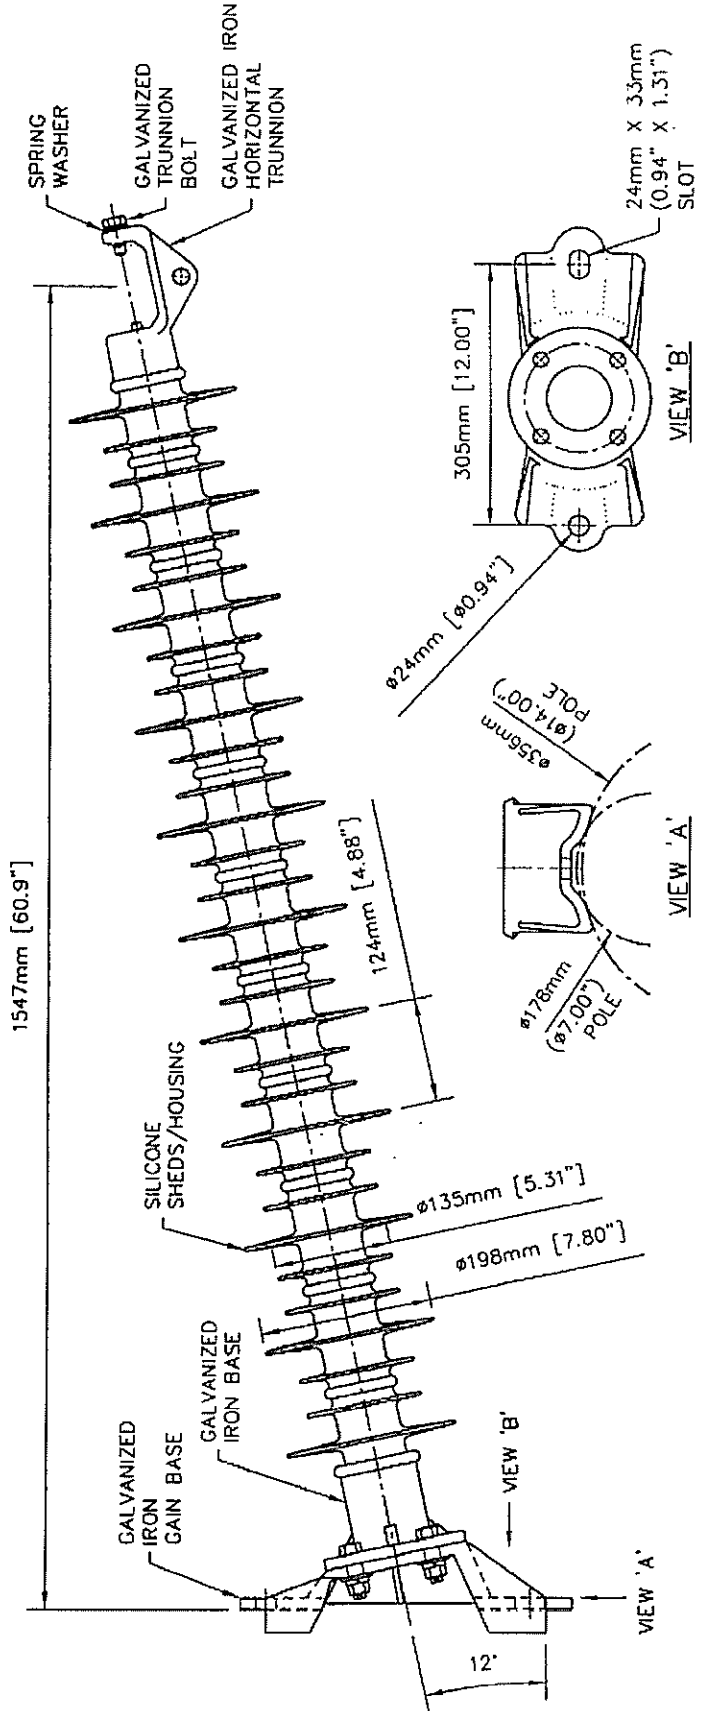 1547mm [60.9"]
SPRING
WASHER
GALVANIZED
TRUNNION
BOLT
GALVANIZED IRON
HORIZONTAL
TRUNNION
SILICONE
SHEDS/HOUSING
124mm [4.88"]
ø135mm [5.31"]
ø198mm [7.80"]
GALVANIZED
IRON BASE
GALVANIZED
IRON
GAIN BASE
VIEW 'B'
VIEW 'A'
12°
305mm [12.00"]
24mm X 33mm
(0.94" X 1.31")
SLOT
ø24mm [ø0.94"]
VIEW 'B'
ø356mm
(ø14.00")
POLE
ø178mm
(ø7.00")
POLE
VIEW 'A'